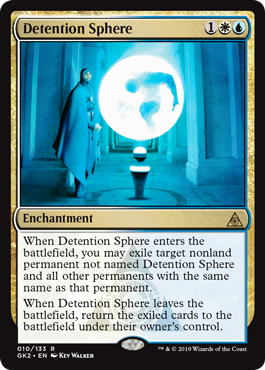 Detention Sphere 1
Enchantment
When Detention Sphere enters the
battlefield, you may exile target nonland
permanent not named Detention Sphere
and all other permanents with the same
name as that permanent.
When Detention Sphere leaves the
battlefield, return the exiled cards to the
battlefield under their owner's control.
010/133 R
GK2 • EN Key Walker
™ & © 2019 Wizards of the Coast